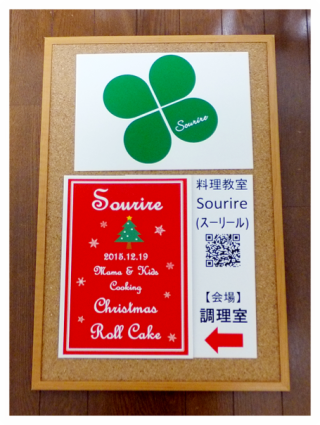 Sourire
Sourire
2015.12.19
Mama & Kids
Cooking
Christmas
Roll Cake
料理教室
Sourire
(スーリール)
【会場】
調理室